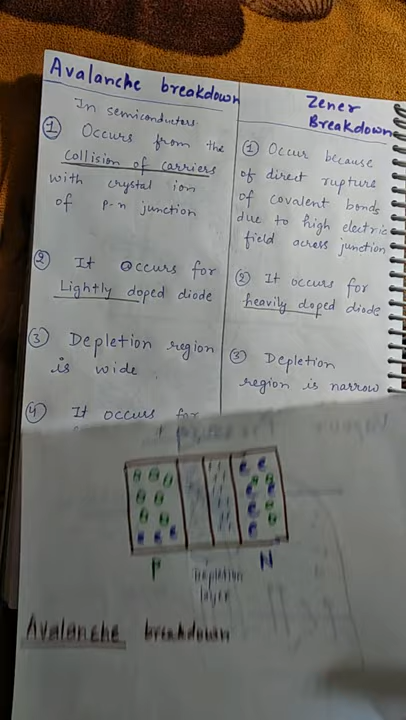 Avalanche breakdown
In semiconductors.
① Occurs from the
Collision of carriers
with crystal ion
of p-n junction
② It occurs for
Lightly doped diode
③ Depletion region
is wide.
④ It occurs for
Zener
Breakdown
① Occur because
of direct rupture
of covalent bonds
due to high electric
field across junction
② It occurs for
heavily doped diode
③ Depletion
region is narrow
P
Depletion
layer
N
Avalanche breakdown